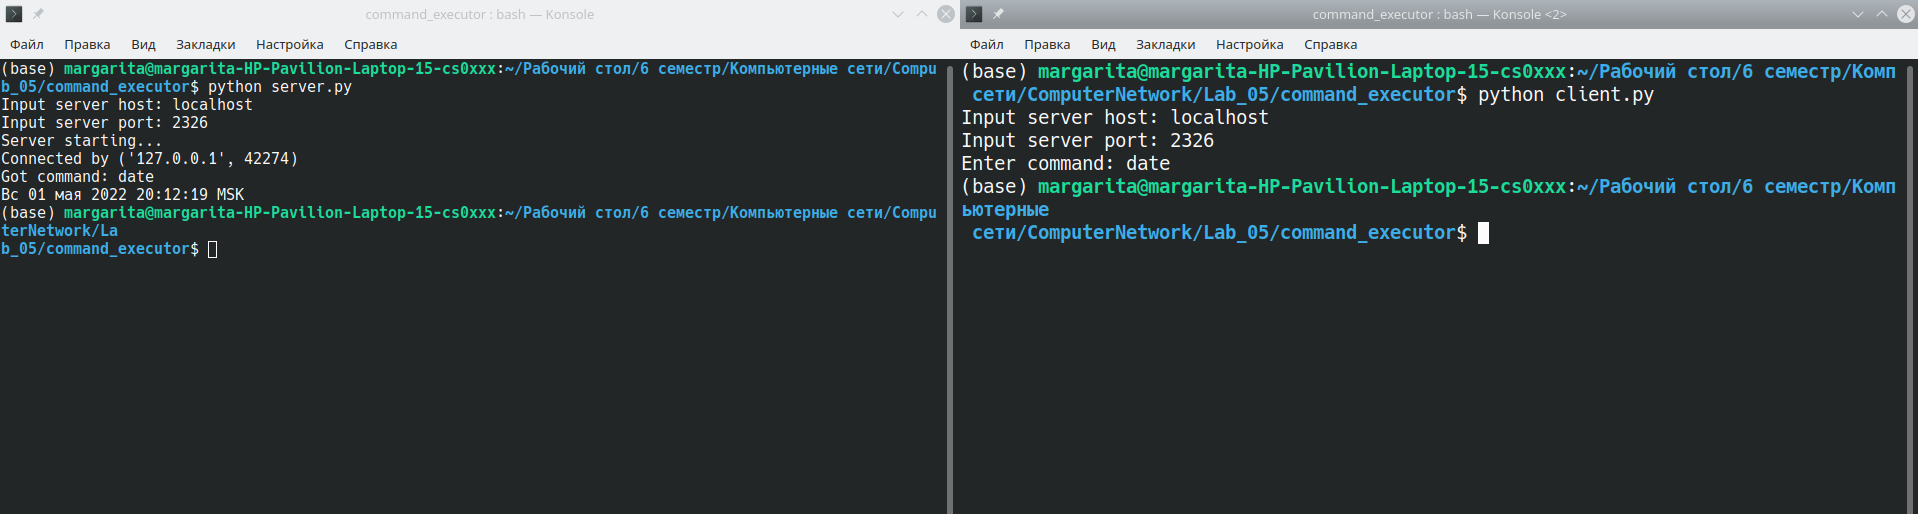 command_executor : bash — Konsole
Файл Правка Вид Закладки Настройка Справка
(base) margarita@margarita-HP-Pavilion-Laptop-15-cs0xxx:~/Рабочий стол/6 семестр/Компьютерные сети/Compu
b_05/command_executor$ python server.py
Input server host: localhost
Input server port: 2326
Server starting...
Connected by ('127.0.0.1', 42274)
Got command: date
Вс 01 мая 2022 20:12:19 MSK
(base) margarita@margarita-HP-Pavilion-Laptop-15-cs0xxx:~/Рабочий стол/6 семестр/Компьютерные сети/Compu
terNetwork/La
b_05/command_executor$
command_executor : bash — Konsole <2>
Файл Правка Вид Закладки Настройка Справка
(base) margarita@margarita-HP-Pavilion-Laptop-15-cs0xxx:~/Рабочий стол/6 семестр/Комп
сети/ComputerNetwork/Lab_05/command_executor$ python client.py
Input server host: localhost
Input server port: 2326
Enter command: date
(base) margarita@margarita-HP-Pavilion-Laptop-15-cs0xxx:~/Рабочий стол/6 семестр/Комп
ьютерные
сети/ComputerNetwork/Lab_05/command_executor$